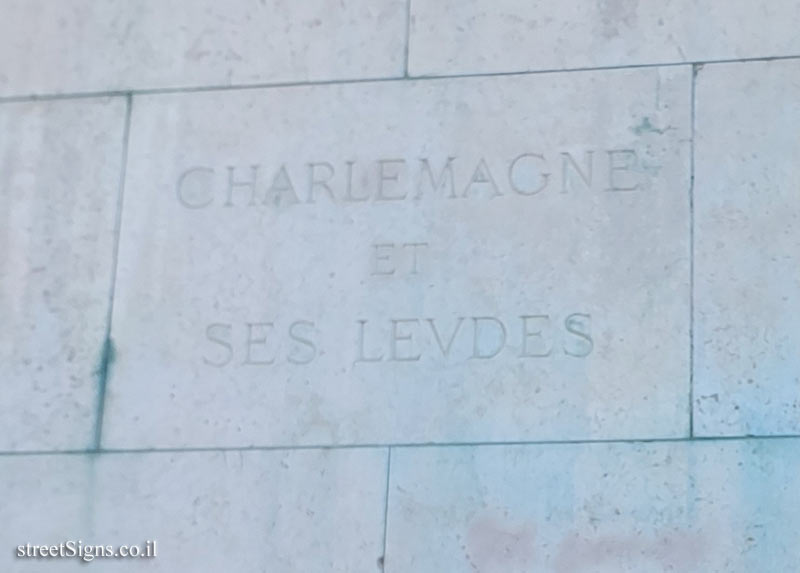 CHARLEMAGNE
ET
SES LEVDES
streetSigns.co.il